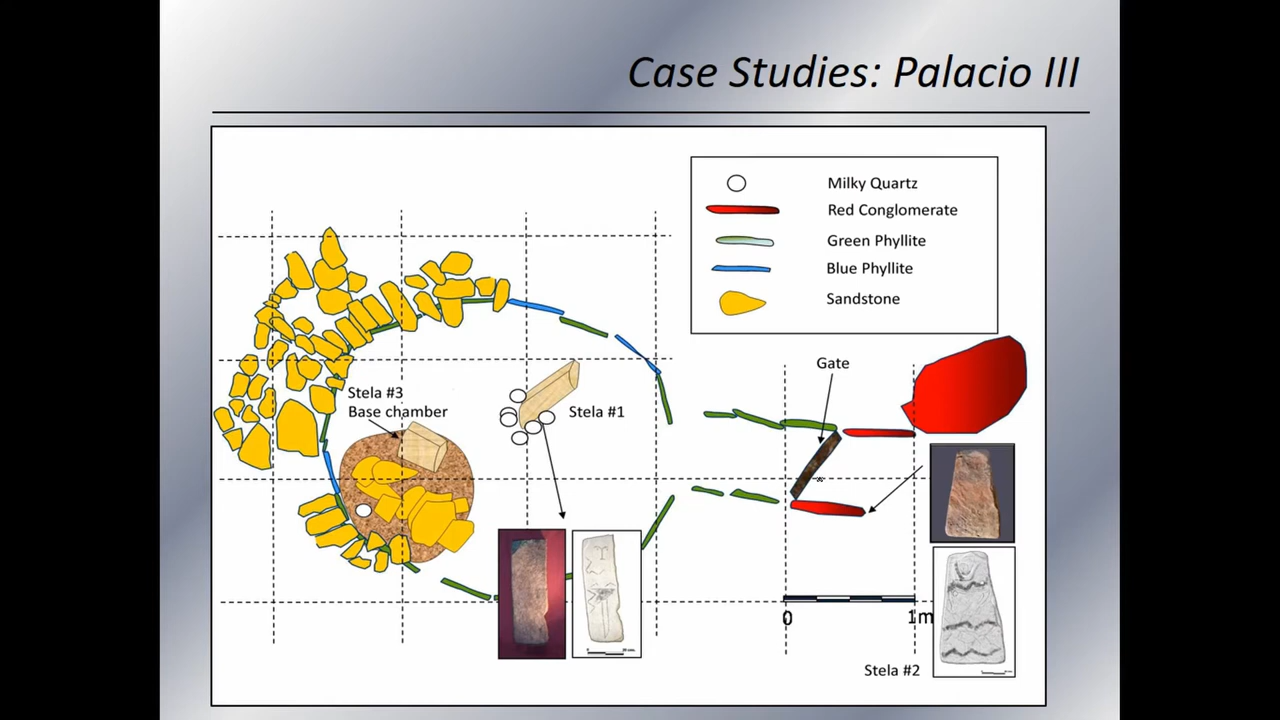 Case Studies: Palacio III
Milky Quartz
Red Conglomerate
Green Phyllite
Blue Phyllite
Sandstone
Gate
Stela #3
Base chamber
Stela #1
0
1m
Stela #2